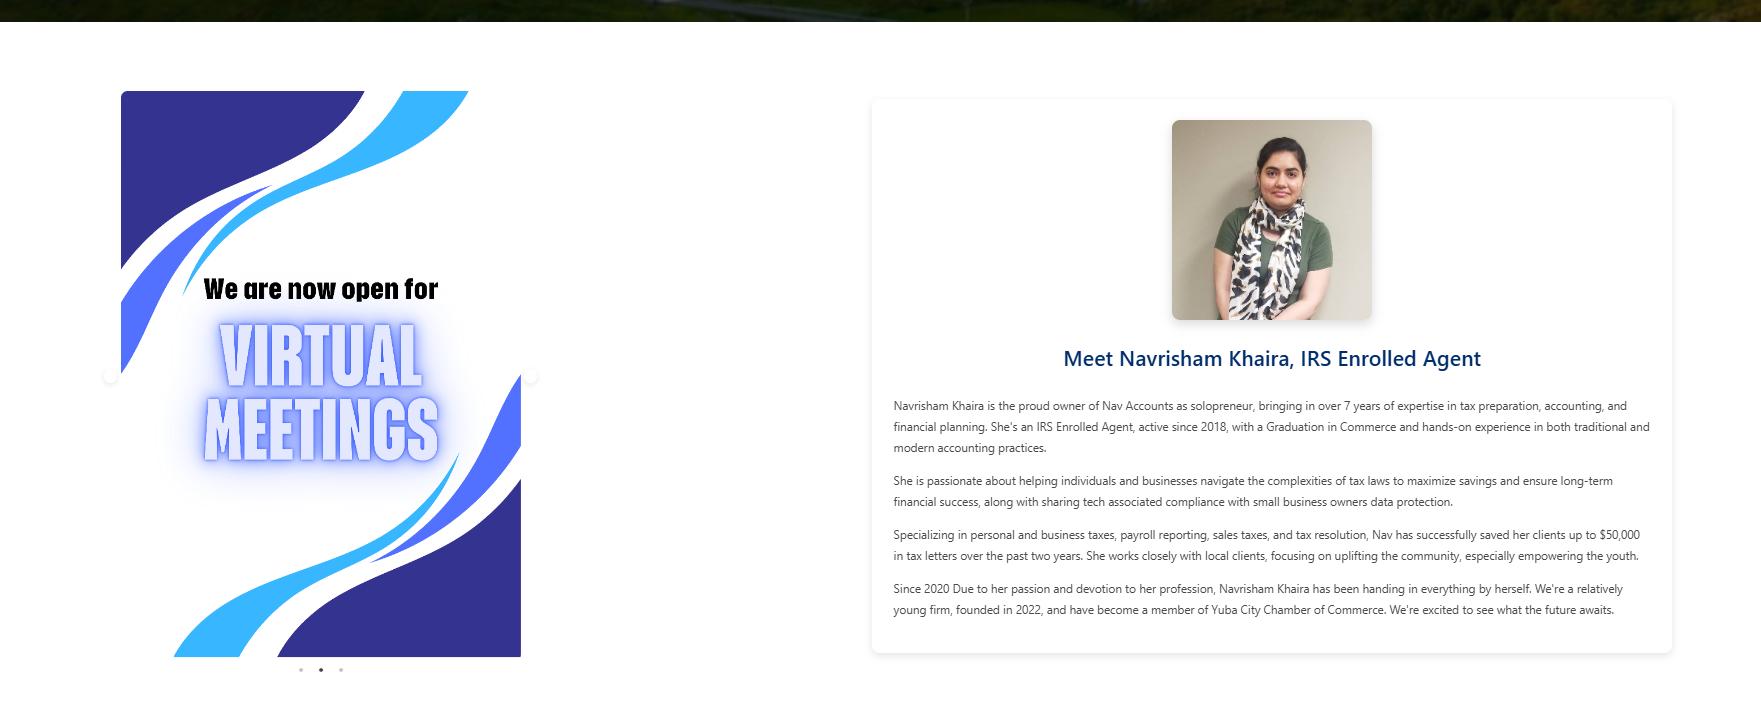 We are now open for
VIRTUAL
MEETINGS
Meet Navrisham Khaira, IRS Enrolled Agent
Navrisham Khaira is the proud owner of Nav Accounts as solopreneur, bringing in over 7 years of expertise in tax preparation, accounting, and
financial planning. She's an IRS Enrolled Agent, active since 2018, with a Graduation in Commerce and hands-on experience in both traditional and
modern accounting practices.
She is passionate about helping individuals and businesses navigate the complexities of tax laws to maximize savings and ensure long-term
financial success, along with sharing tech associated compliance with small business owners data protection.
Specializing in personal and business taxes, payroll reporting, sales taxes, and tax resolution, Nav has successfully saved her clients up to $50,000
in tax letters over the past two years. She works closely with local clients, focusing on uplifting the community, especially empowering the youth.
Since 2020 Due to her passion and devotion to her profession, Navrisham Khaira has been handing in everything by herself. We're a relatively
young firm, founded in 2022, and have become a member of Yuba City Chamber of Commerce. We're excited to see what the future awaits.